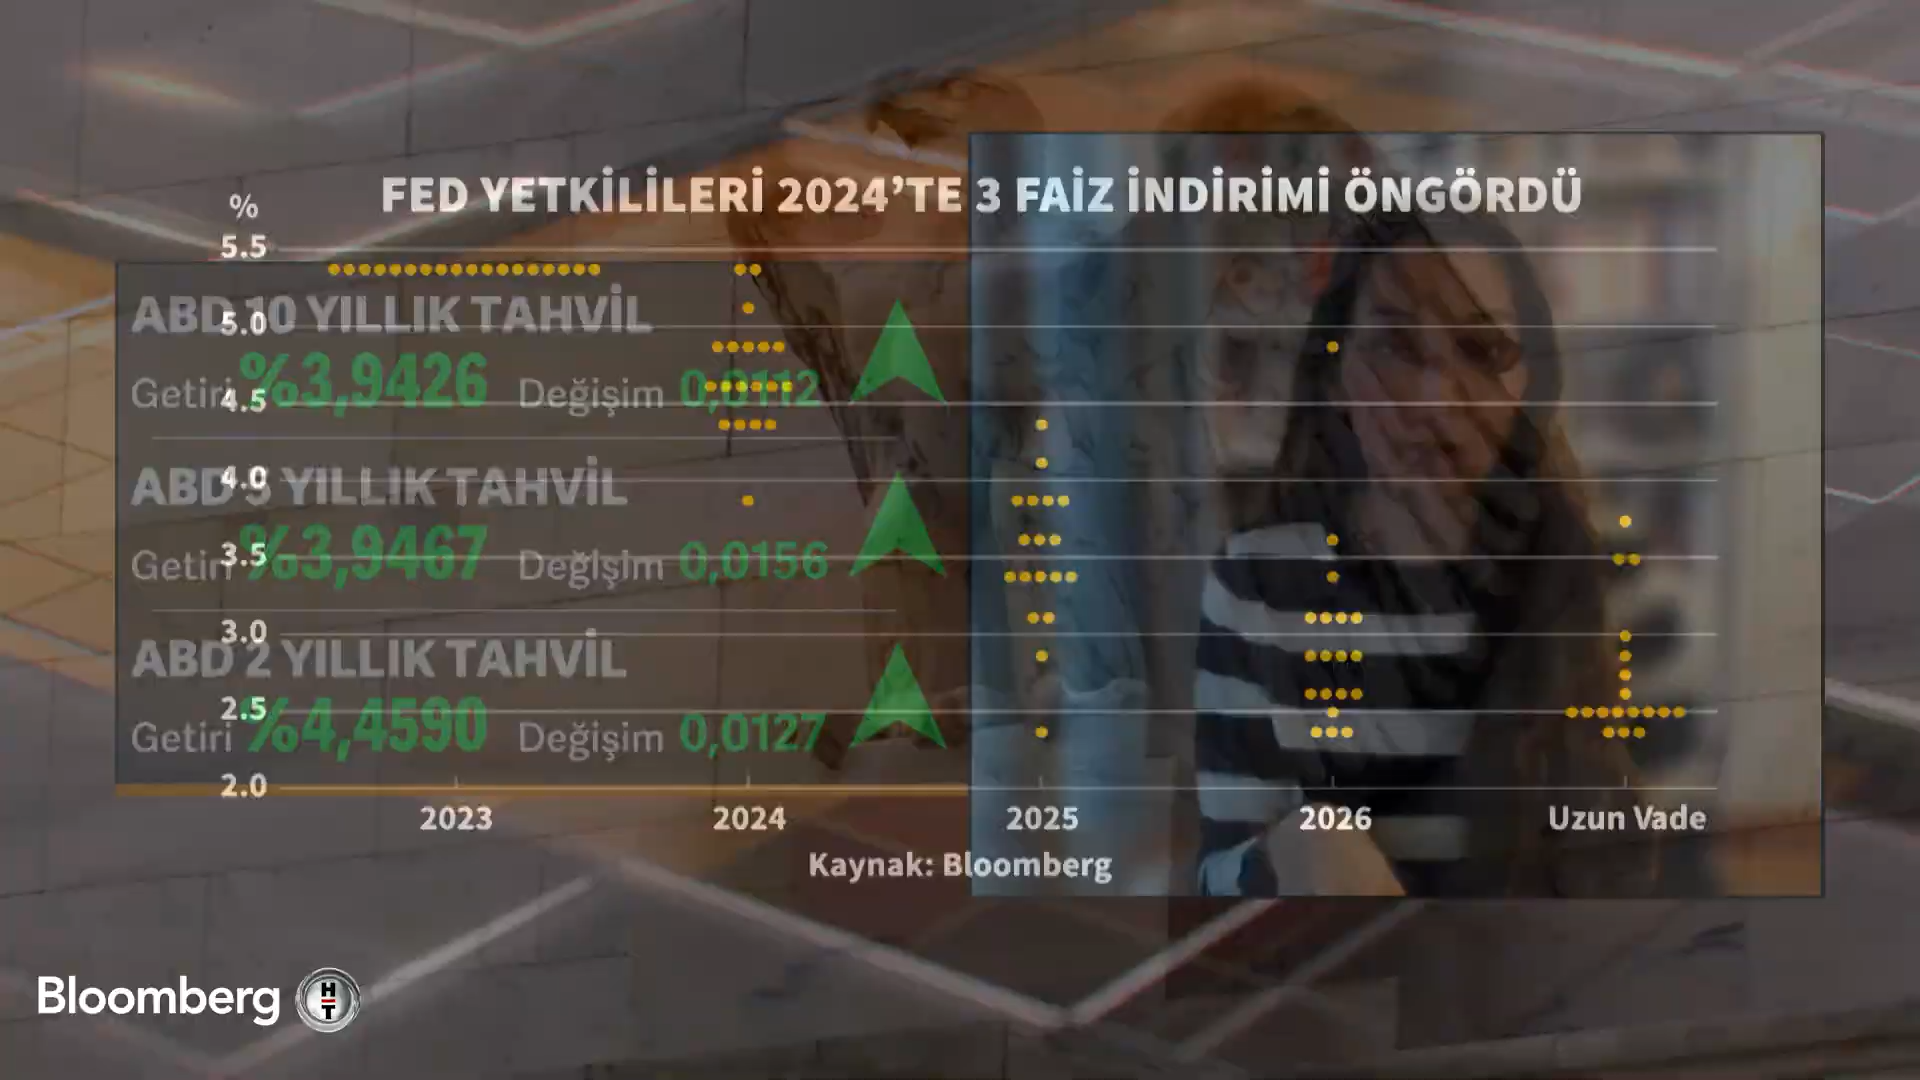 FED YETKİLİLERİ 2024’TE 3 FAİZ İNDİRİMİ ÖNGÖRDÜ
%
5.5
5.0
4.5
4.0
3.5
3.0
2.5
2.0
2023 2024 2025 2026 Uzun Vade
Kaynak: Bloomberg
ABD 10 YILLIK TAHVİL
Getiri %3,9426 Değişim 0,0112
ABD 5 YILLIK TAHVİL
Getiri %3,9467 Değişim 0,0156
ABD 2 YILLIK TAHVİL
Getiri %4,4590 Değişim 0,0127
Bloomberg HT